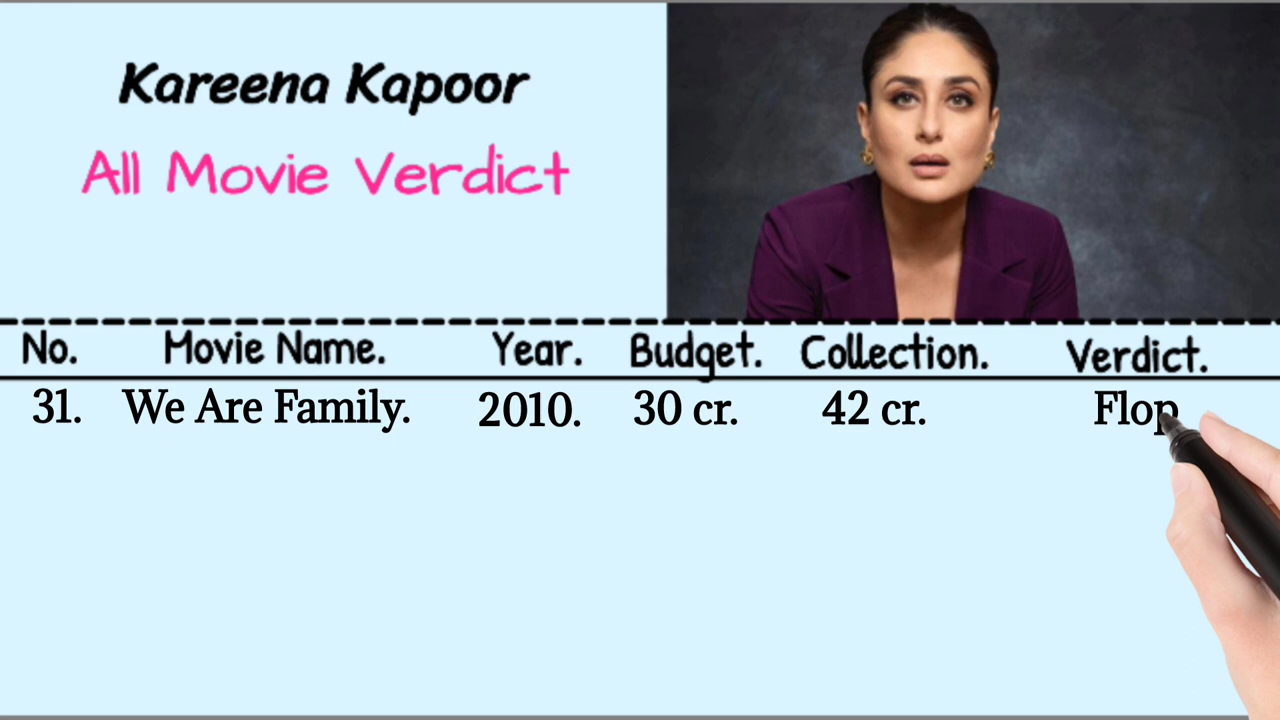 Kareena Kapoor
All Movie Verdict
No. Movie Name. Year. Budget. Collection. Verdict.
31. We Are Family. 2010. 30 cr. 42 cr. Flop